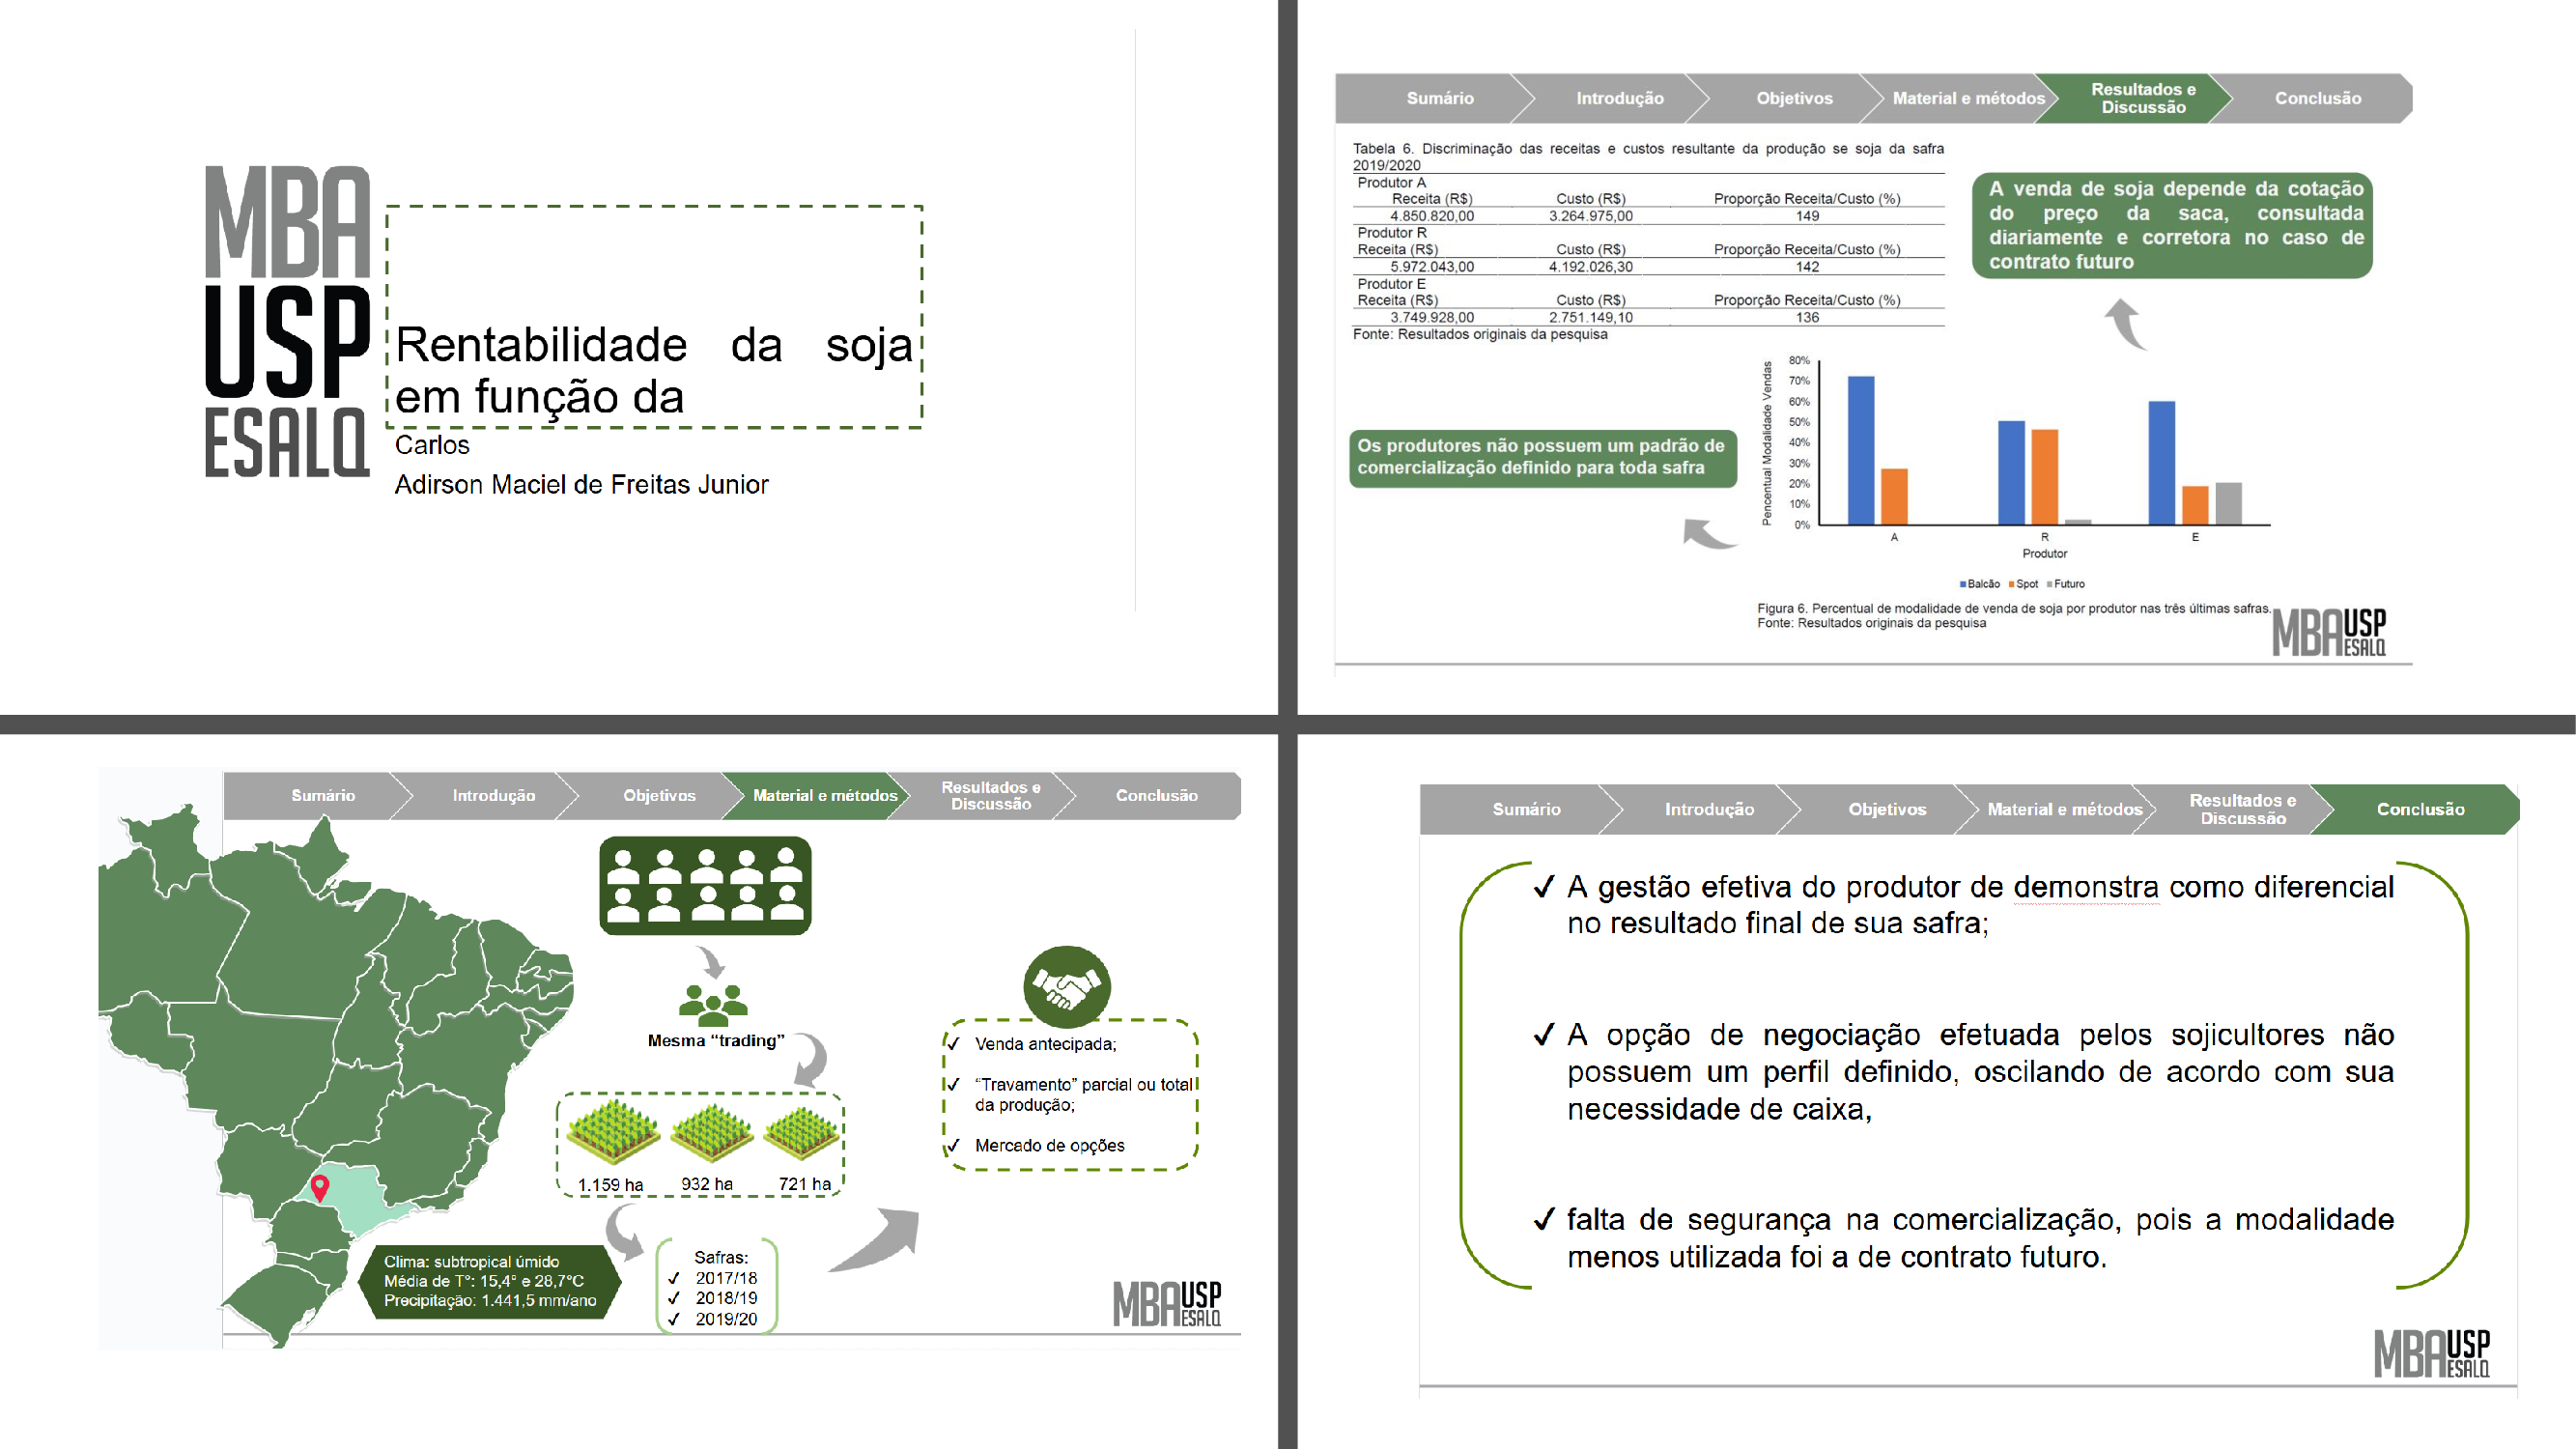 MBA
USP
ESALQ
Rentabilidade da soja
em função da
Carlos
Adirson Maciel de Freitas Junior
Sumário
Introdução
Objetivos
Material e métodos
Resultados e
Discussão
Conclusão
Tabela 6. Discriminação das receitas e custos resultante da produção se soja da safra
2019/2020
Produtor A
Receita (R$) Custo (R$) Proporção Receita/Custo (%)
4.850.820,00 3.264.975,00 149
Produtor R
Receita (R$) Custo (R$) Proporção Receita/Custo (%)
5.972.043,00 4.192.026,30 142
Produtor E
Receita (R$) Custo (R$) Proporção Receita/Custo (%)
3.749.928,00 2.751.149,10 136
Fonte: Resultados originais da pesquisa
A venda de soja depende da cotação
do preço da saca, consultada
diariamente e corretora no caso de
contrato futuro
Os produtores não possuem um padrão de
comercialização definido para toda safra
Pencentual Modalidade Vendas
80%
70%
60%
50%
40%
30%
20%
10%
0%
A R E
Produtor
Balcão Spot Futuro
Figura 6. Percentual de modalidade de venda de soja por produtor nas três últimas safras.
Fonte: Resultados originais da pesquisa
MBA USP
ESALQ
Sumário
Introdução
Objetivos
Material e métodos
Resultados e
Discussão
Conclusão
Mesma “trading”
1.159 ha 932 ha 721 ha
✓ Venda antecipada;
✓ “Travamento” parcial ou total
da produção;
✓ Mercado de opções
Clima: subtropical úmido
Média de T°: 15,4° e 28,7°C
Precipitação: 1.441,5 mm/ano
Safras:
✓ 2017/18
✓ 2018/19
✓ 2019/20
MBA USP
ESALQ
Sumário
Introdução
Objetivos
Material e métodos
Resultados e
Discussão
Conclusão
✓ A gestão efetiva do produtor de demonstra como diferencial
no resultado final de sua safra;
✓ A opção de negociação efetuada pelos sojicultores não
possuem um perfil definido, oscilando de acordo com sua
necessidade de caixa,
✓ falta de segurança na comercialização, pois a modalidade
menos utilizada foi a de contrato futuro.
MBA USP
ESALQ